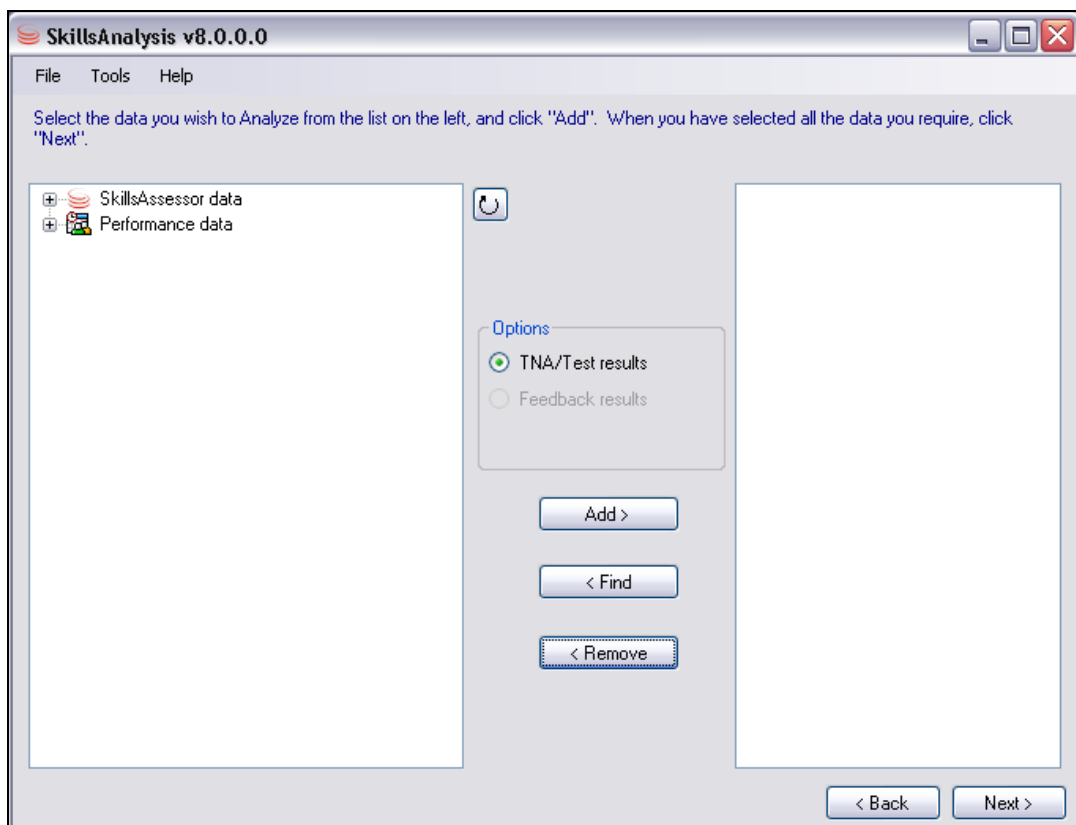 SkillsAnalysis v8.0.0.0
File Tools Help
Select the data you wish to Analyze from the list on the left, and click "Add". When you have selected all the data you require, click
"Next".
SkillsAssessor data
Performance data
Options
TNA/Test results
Feedback results
Add >
< Find
< Remove
< Back Next >